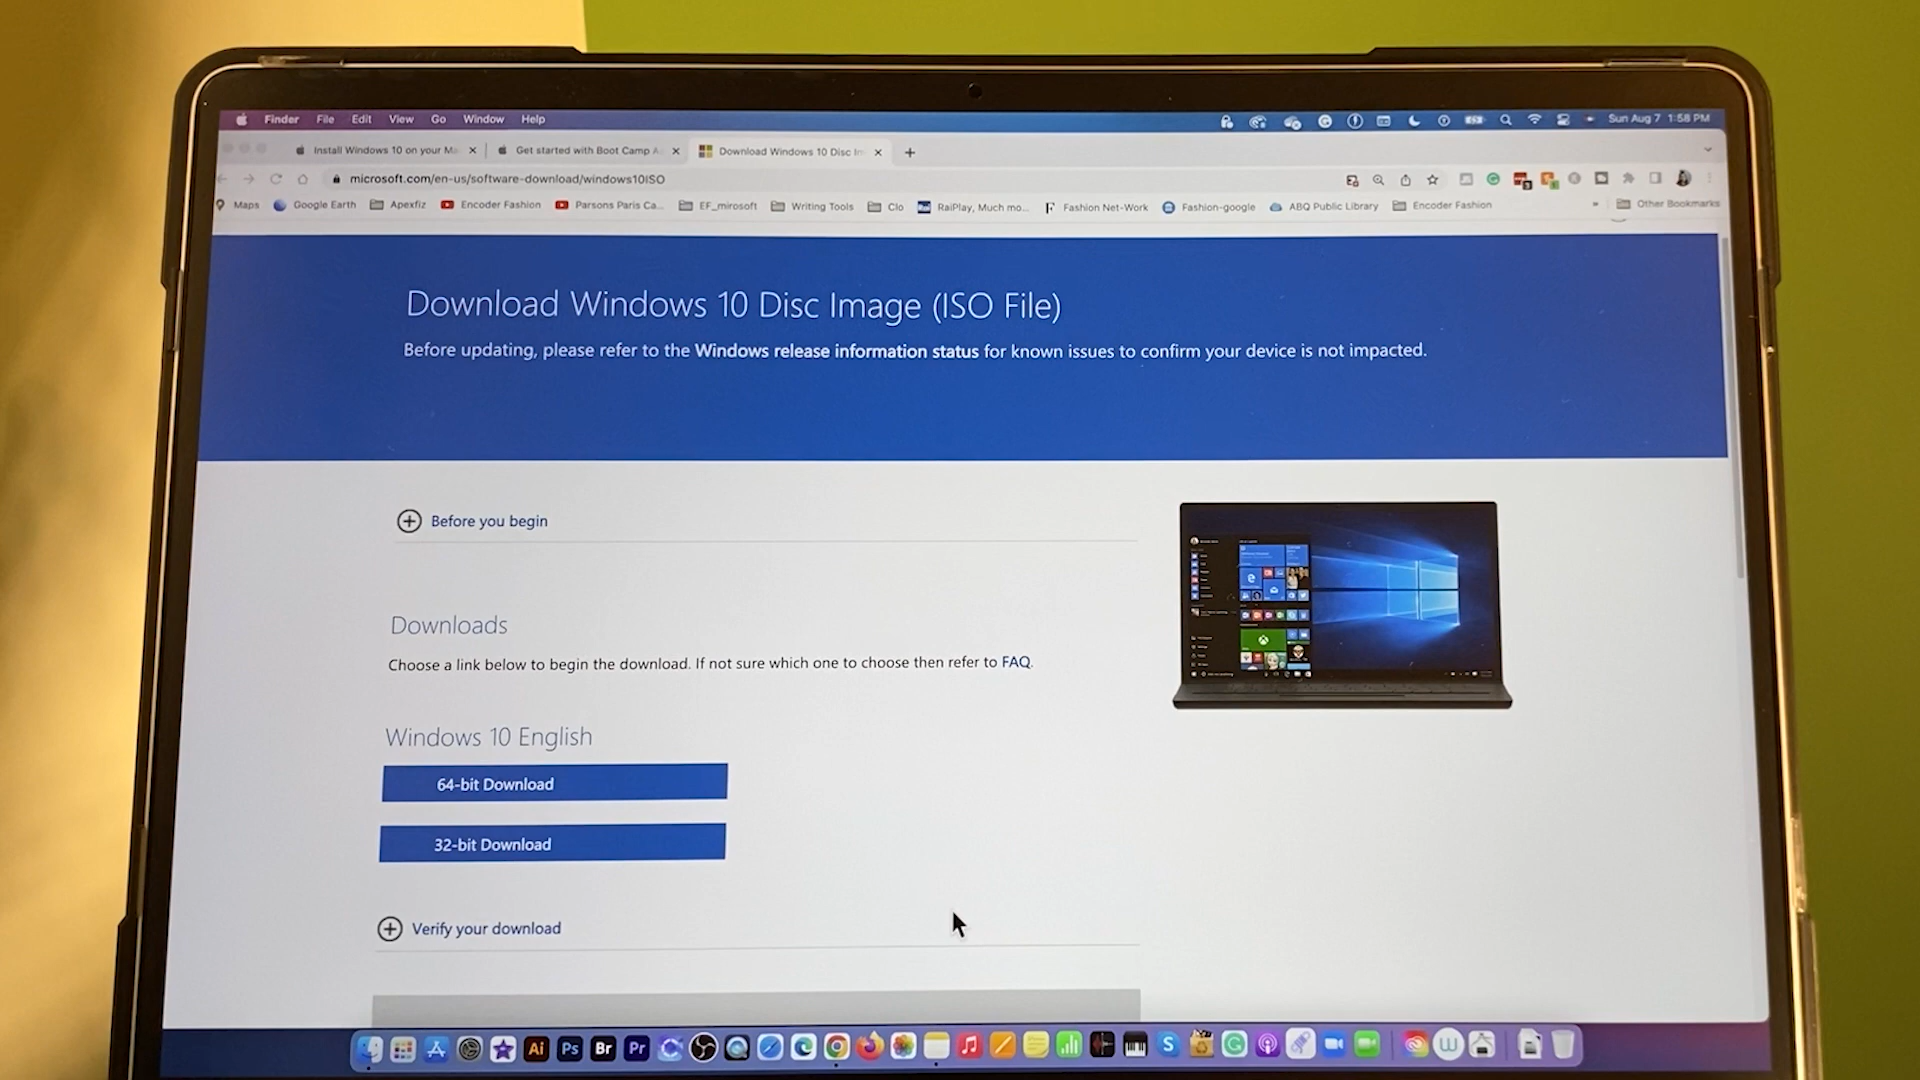 Finder File Edit View Go Window Help Sun Aug 7 1:58 PM
Install Windows 10 on your Ma Get started with Boot Camp A Download Windows 10 Disc Im
microsoft.com/en-us/software-download/windows10ISO
Maps Google Earth Apexfiz Encoder Fashion Parsons Paris Ca... EF_mirosoft Writing Tools Clo RaiPlay, Much mo... Fashion Net-Work Fashion-google ABQ Public Library Encoder Fashion » Other Bookmarks
Download Windows 10 Disc Image (ISO File)
Before updating, please refer to the Windows release information status for known issues to confirm your device is not impacted.
Before you begin
Downloads
Choose a link below to begin the download. If not sure which one to choose then refer to FAQ.
Windows 10 English
64-bit Download
32-bit Download
Verify your download
Ai Ps Br Pr